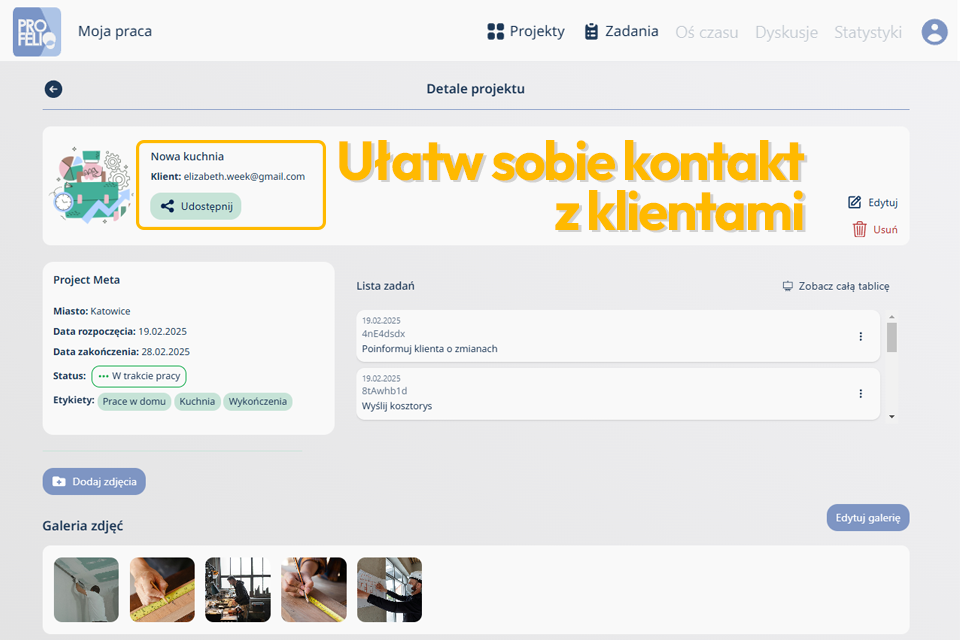 PRO
FELIO
Moja praca
Projekty
Zadania
Oś czasu
Dyskusje
Statystyki
Detale projektu
Nowa kuchnia
Klient: elizabeth.week@gmail.com
Udostępnij
Ułatw sobie kontakt
z klientami
Edytuj
Usuń
Project Meta
Miasto: Katowice
Data rozpoczęcia: 19.02.2025
Data zakończenia: 28.02.2025
Status: W trakcie pracy
Etykiety: Prace w domu Kuchnia Wykończenia
Lista zadań
Zobacz całą tablicę
19.02.2025
4nE4dsdx
Poinformuj klienta o zmianach
19.02.2025
8tAwhb1d
Wyślij kosztorys
Dodaj zdjęcia
Edytuj galerię
Galeria zdjęć